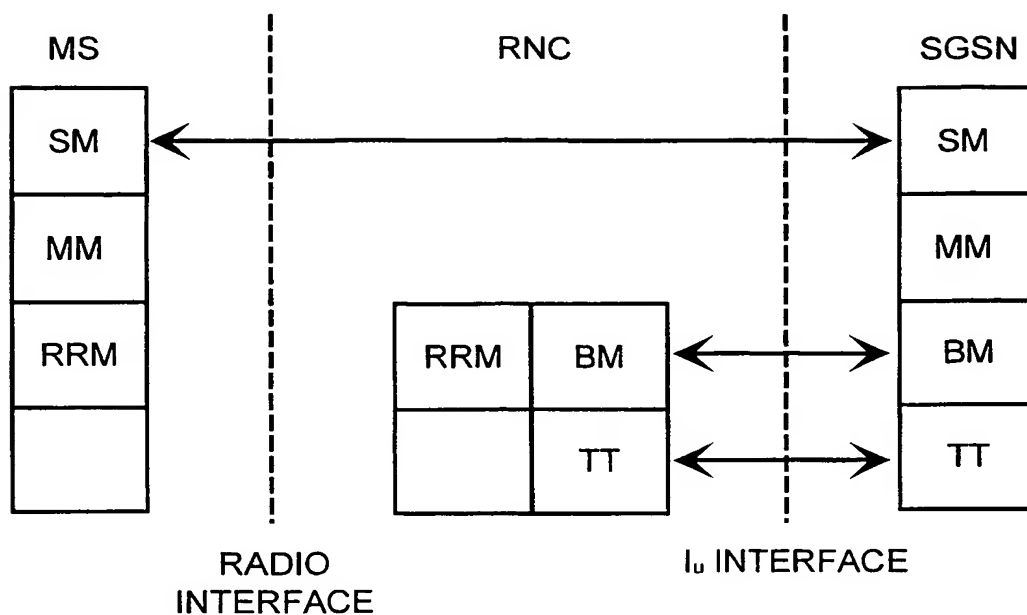 MS RNC SGSN
SM SM
MM MM
RRM RRM BM BM
TT TT
RADIO INTERFACE
Iu INTERFACE